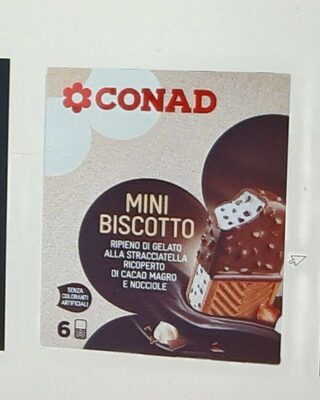 CONAD
MINI
BISCOTTO
RIPIENO DI GELATO
ALLA STRACCIATELLA
RICOPERTO
DI CACAO MAGRO
E NOCCIOLE
SENZA
COLORANTI
ARTIFICIALI
6